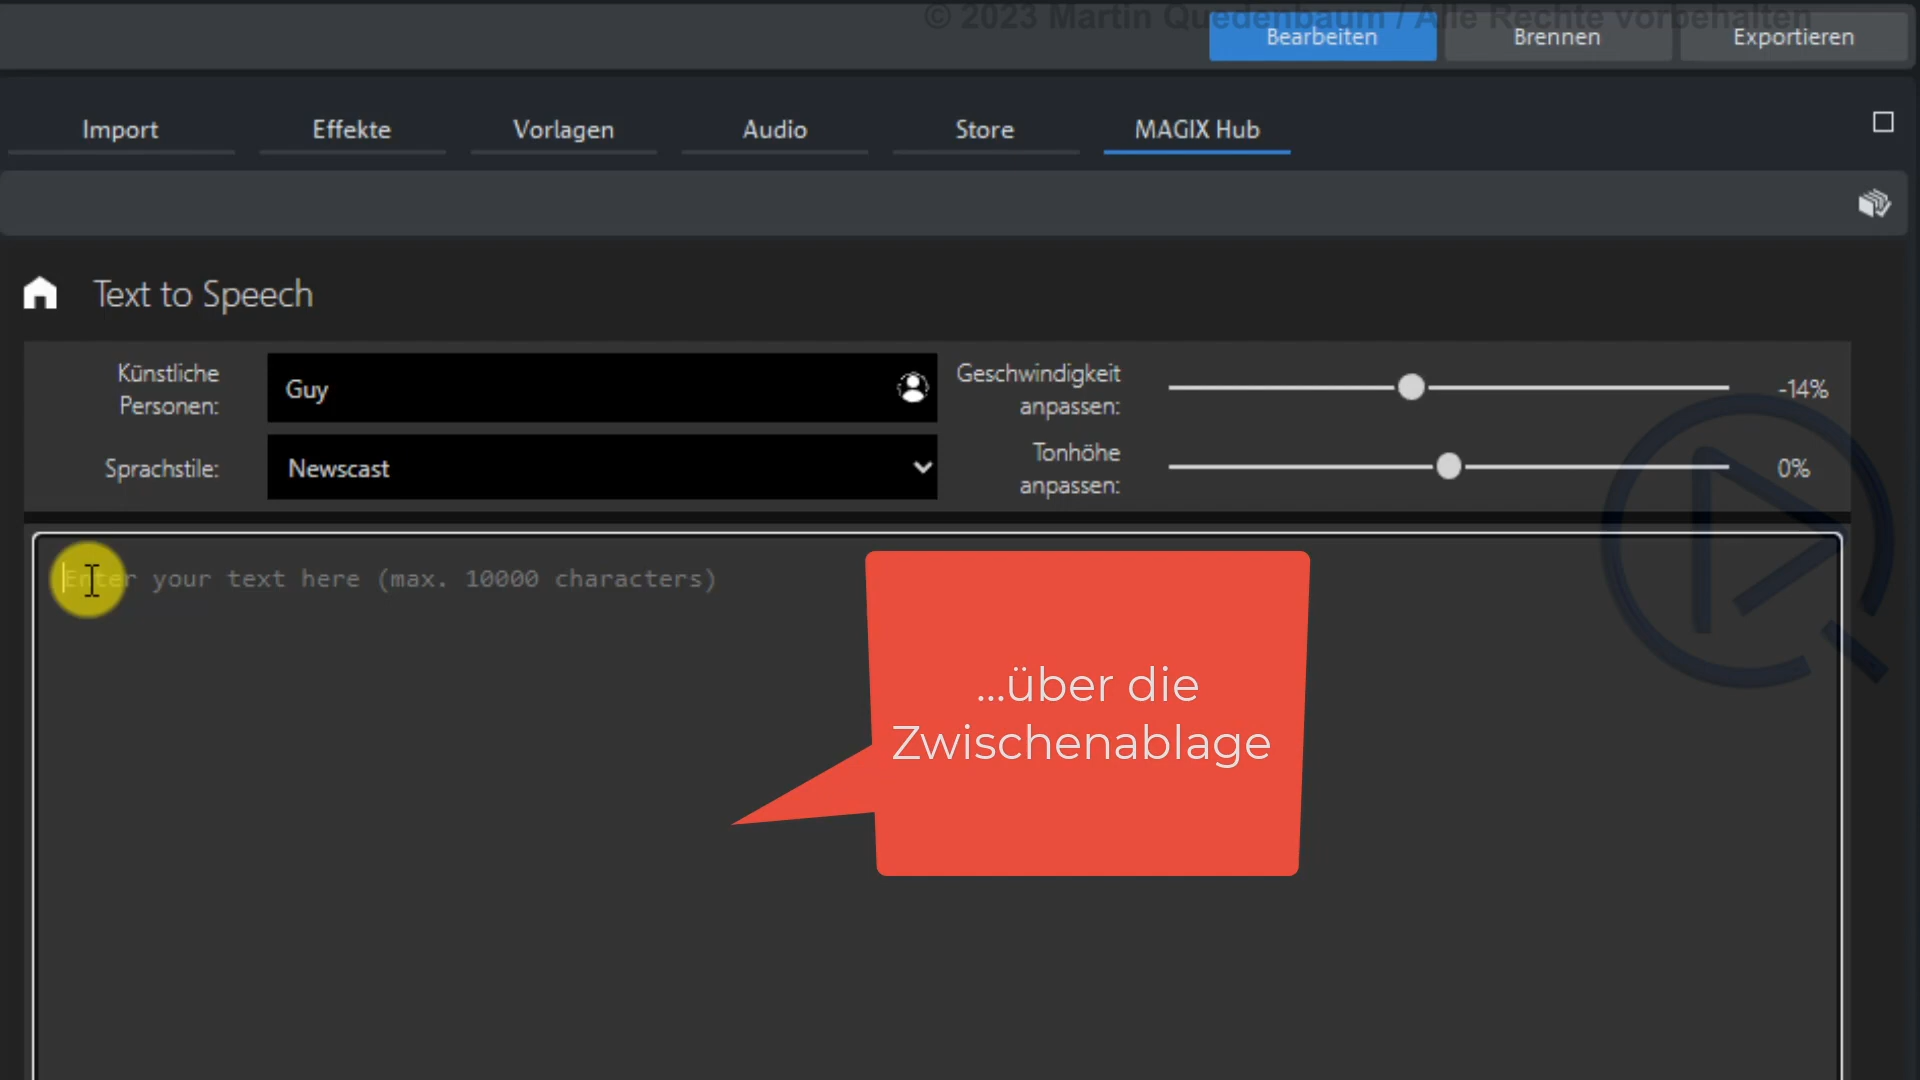 © 2023 Martin Quedenbaum / Alle Rechte vorbehalten
Bearbeiten Brennen Exportieren
Import Effekte Vorlagen Audio Store MAGIX Hub
Text to Speech
Künstliche Personen: Guy
Geschwindigkeit anpassen: -14%
Sprachstile: Newscast
Tonhöhe anpassen: 0%
Enter your text here (max. 10000 characters)
...über die
Zwischenablage